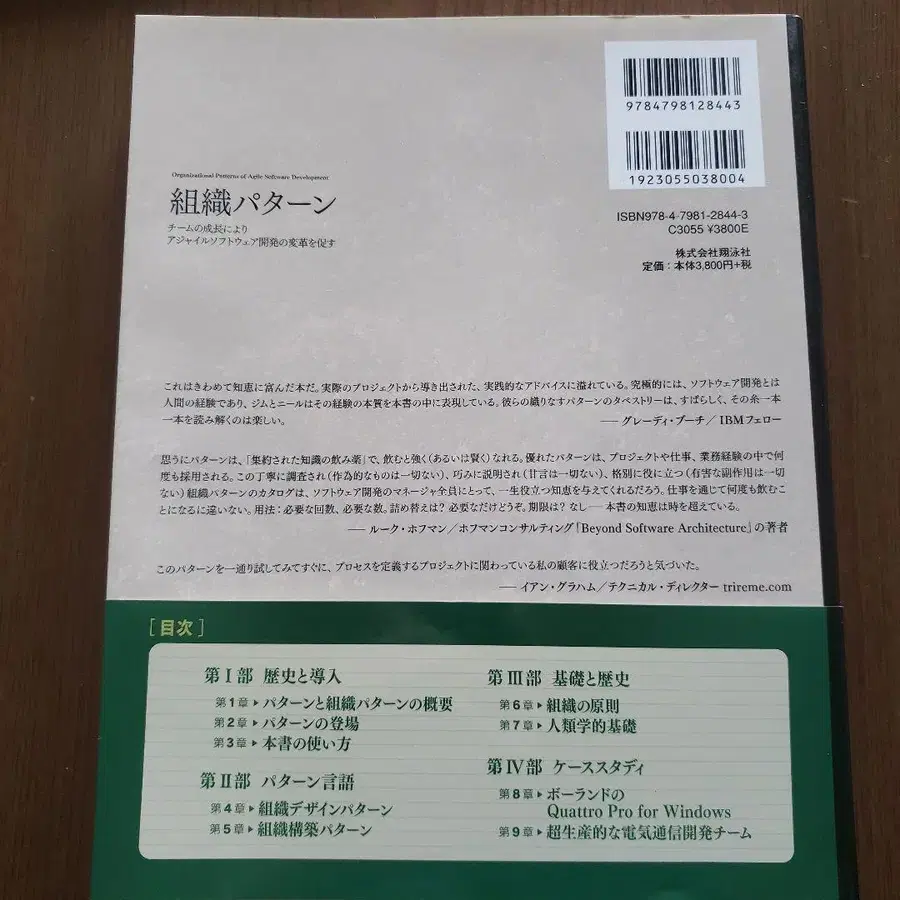 9784798128443
1923055038004
ISBN978-4-7981-2844-3
C3055 ¥3800E
株式会社翔泳社
定価：本体3,800円+税
Organizational Patterns of Agile Software Development
組織パターン
チームの成長により
アジャイルソフトウェア開発の変革を促す
これはきわめて知恵に富んだ本だ。実際のプロジェクトから導き出された、実践的なアドバイスに溢れている。究極的には、ソフトウェア開発とは
人間の経験であり、ジムとニールはその経験の本質を本書の中に表現している。彼らの織りなすパターンのタペストリーは、すばらしく、その糸一本
一本を読み解くのは楽しい。
── グレーディ・ブーチ／IBMフェロー
思うにパターンは、「集約された知識の飲み薬」で、飲むと強く（あるいは賢く）なれる。優れたパターンは、プロジェクトや仕事、業務経験の中で何
度も採用される。この丁寧に調査され（作為的なものは一切ない）、巧みに説明され（甘言は一切ない）、格別に役に立つ（有害な副作用は一切
ない）組織パターンのカタログは、ソフトウェア開発のマネージャ全員にとって、一生役立つ知恵を与えてくれるだろう。仕事を通じて何度も飲むこ
とになるに違いない。用法：必要な回数、必要な数。詰め替えは？ 必要なだけどうぞ。期限は？ なし── 本書の知恵は時を超えている。
── ルーク・ホフマン／ホフマンコンサルティング『Beyond Software Architecture』の著者
このパターンを一通り試してみてすぐに、プロセスを定義するプロジェクトに関わっている私の顧客に役立つだろうと気づいた。
── イアン・グラハム／テクニカル・ディレクター trireme.com
［目次］
第Ⅰ部 歴史と導入
第1章▶パターンと組織パターンの概要
第2章▶パターンの登場
第3章▶本書の使い方
第Ⅱ部 パターン言語
第4章▶組織デザインパターン
第5章▶組織構築パターン
第Ⅲ部 基礎と歴史
第6章▶組織の原則
第7章▶人類学的基礎
第Ⅳ部 ケーススタディ
第8章▶ボーランドの
Quattro Pro for Windows
第9章▶超生産的な電気通信開発チーム